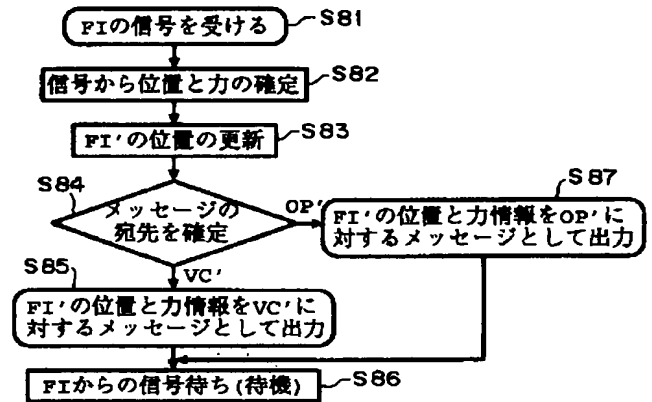 FIの信号を受ける
S81
信号から位置と力の確定
S82
FI'の位置の更新
S83
S84
メッセージの
宛先を確定
OP'
S87
FI'の位置と力情報をOP'に
対するメッセージとして出力
VC'
S85
FI'の位置と力情報をVC'に
対するメッセージとして出力
FIからの信号待ち(待機)
S86